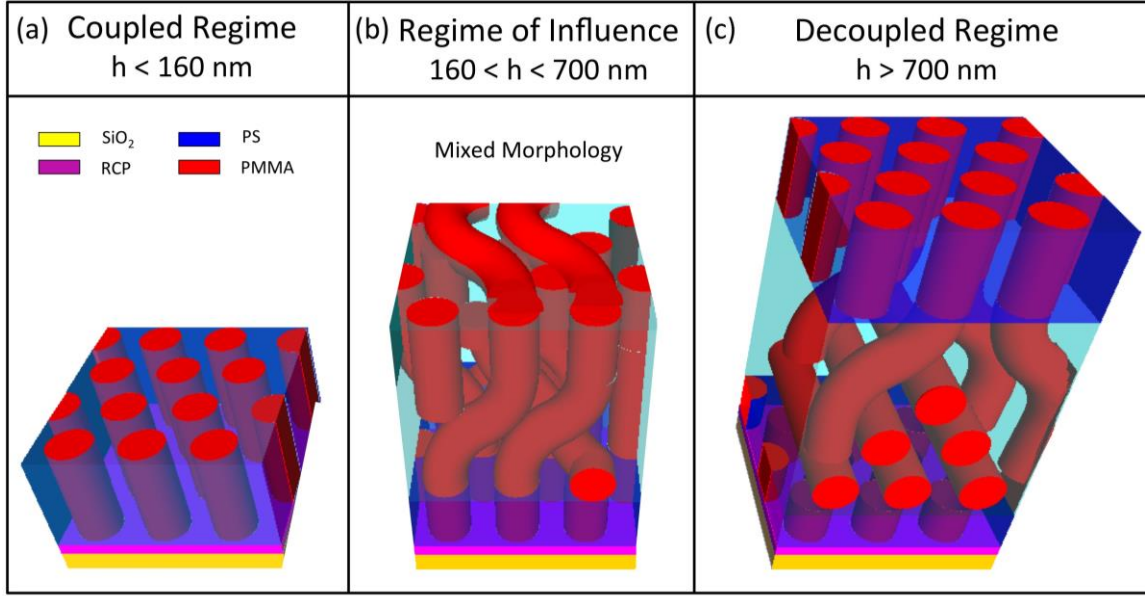 (a) Coupled Regime
h < 160 nm
(b) Regime of Influence
160 < h < 700 nm
(c) Decoupled Regime
h > 700 nm
SiO₂
PS
RCP
PMMA
Mixed Morphology